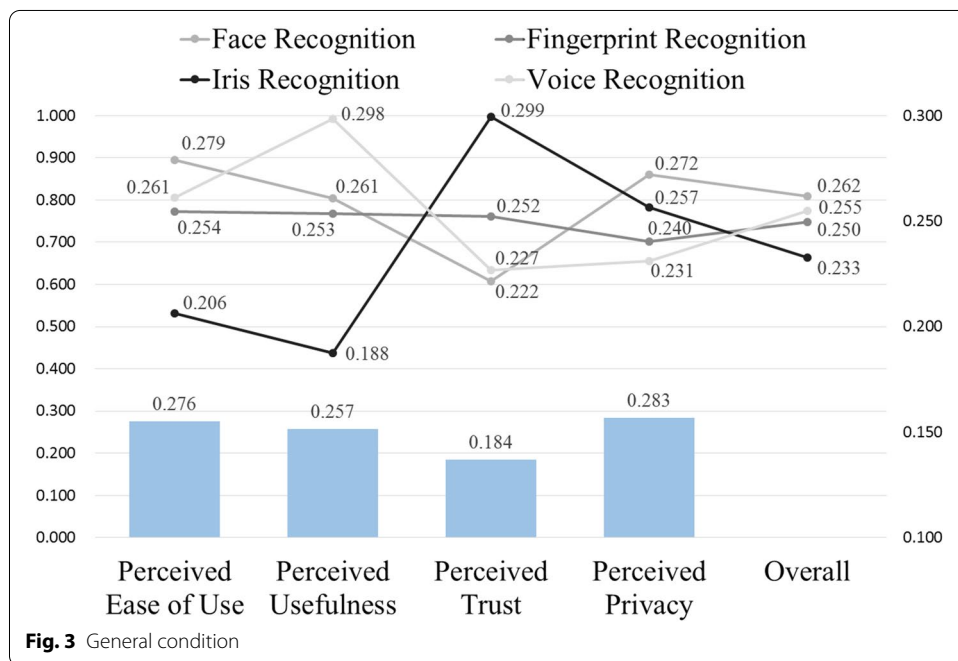 Face Recognition Fingerprint Recognition
Iris Recognition Voice Recognition
1.000 0.299 0.300
0.298
0.900 0.279
0.272
0.261 0.261 0.262
0.800 0.257 0.255
0.254 0.253 0.252 0.250 0.250
0.700 0.240
0.227 0.231 0.233
0.600 0.222
0.206
0.500 0.200
0.188
0.400
0.300 0.276 0.257 0.184 0.283
0.200 0.150
0.100
0.000 0.100
Perceived Perceived Perceived Perceived Overall
Ease of Use Usefulness Trust Privacy
Fig. 3 General condition